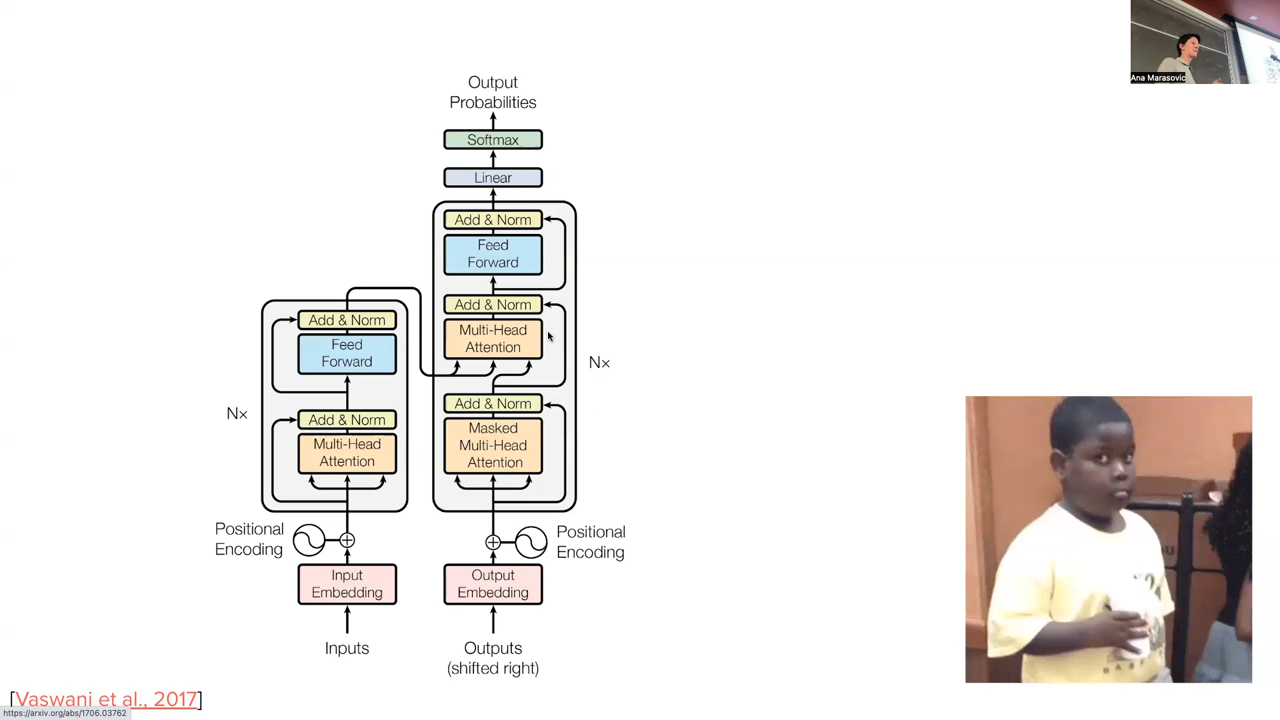 Ana Marasovic
Output
Probabilities
Softmax
Linear
Add & Norm
Feed
Forward
Add & Norm
Multi-Head
Attention
Add & Norm
Masked
Multi-Head
Attention
Nx
Add & Norm
Feed
Forward
Add & Norm
Multi-Head
Attention
Nx
Positional
Encoding
Positional
Encoding
Input
Embedding
Output
Embedding
Inputs
Outputs
(shifted right)
[Vaswani et al., 2017]
https://arxiv.org/abs/1706.03762